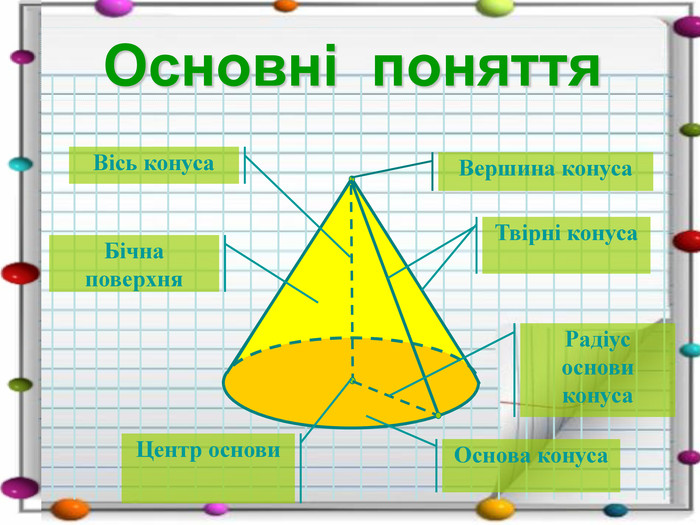 Основні поняття
Вісь конуса
Вершина конуса
Твірні конуса
Бічна
поверхня
Радіус
основи
конуса
Центр основи
Основа конуса